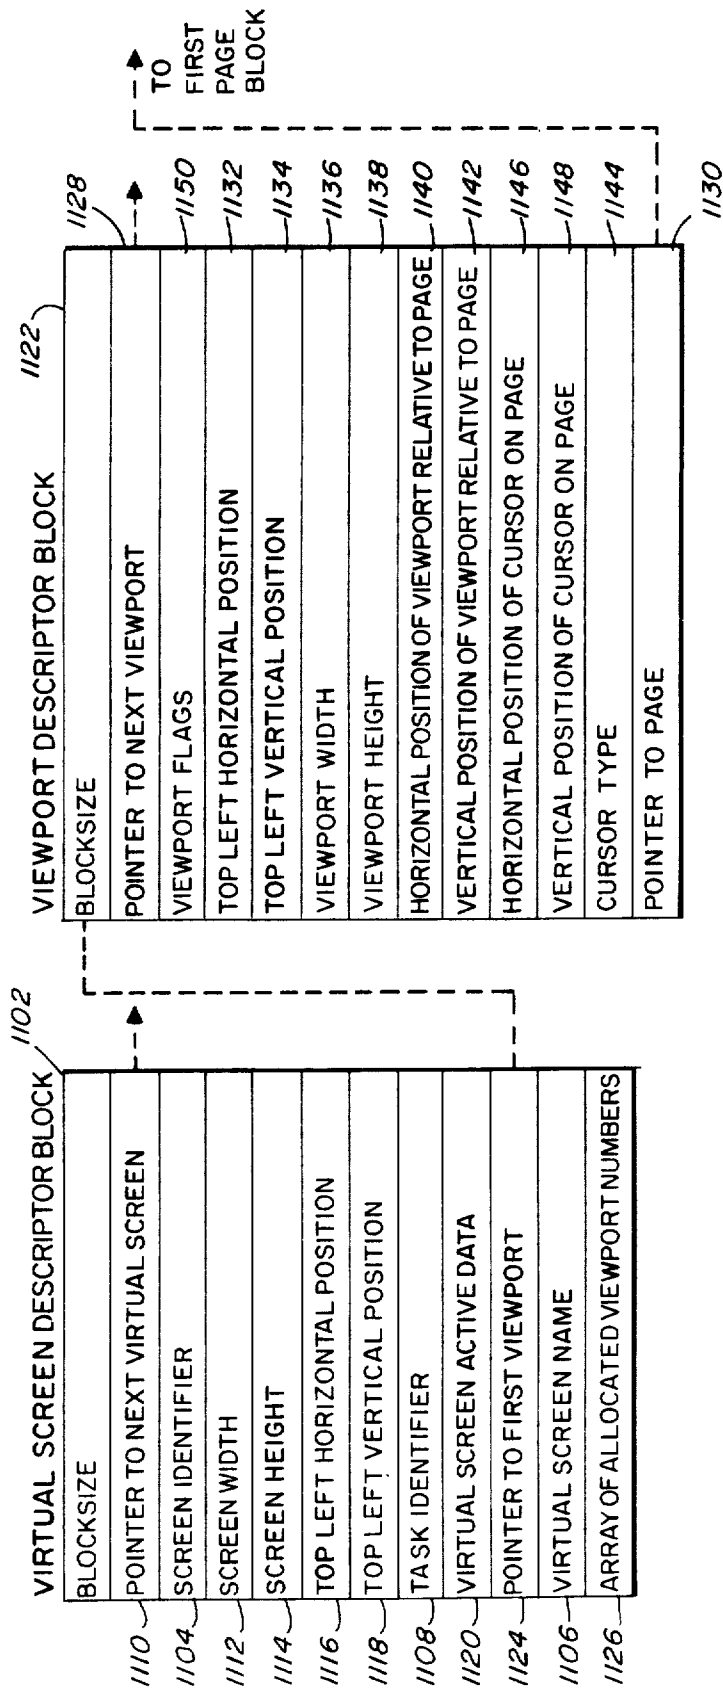 VIRTUAL SCREEN DESCRIPTOR BLOCK
1102
BLOCKSIZE
1110 POINTER TO NEXT VIRTUAL SCREEN
1104 SCREEN IDENTIFIER
1112 SCREEN WIDTH
1114 SCREEN HEIGHT
1116 TOP LEFT HORIZONTAL POSITION
1118 TOP LEFT VERTICAL POSITION
1108 TASK IDENTIFIER
1120 VIRTUAL SCREEN ACTIVE DATA
1124 POINTER TO FIRST VIEWPORT
1106 VIRTUAL SCREEN NAME
1126 ARRAY OF ALLOCATED VIEWPORT NUMBERS
VIEWPORT DESCRIPTOR BLOCK
1122
BLOCKSIZE
POINTER TO NEXT VIEWPORT 1128
VIEWPORT FLAGS 1150
TOP LEFT HORIZONTAL POSITION 1132
TOP LEFT VERTICAL POSITION 1134
VIEWPORT WIDTH 1136
VIEWPORT HEIGHT 1138
HORIZONTAL POSITION OF VIEWPORT RELATIVE TO PAGE 1140
VERTICAL POSITION OF VIEWPORT RELATIVE TO PAGE 1142
HORIZONTAL POSITION OF CURSOR ON PAGE 1146
VERTICAL POSITION OF CURSOR ON PAGE 1148
CURSOR TYPE 1144
POINTER TO PAGE 1130
TO
FIRST
PAGE
BLOCK